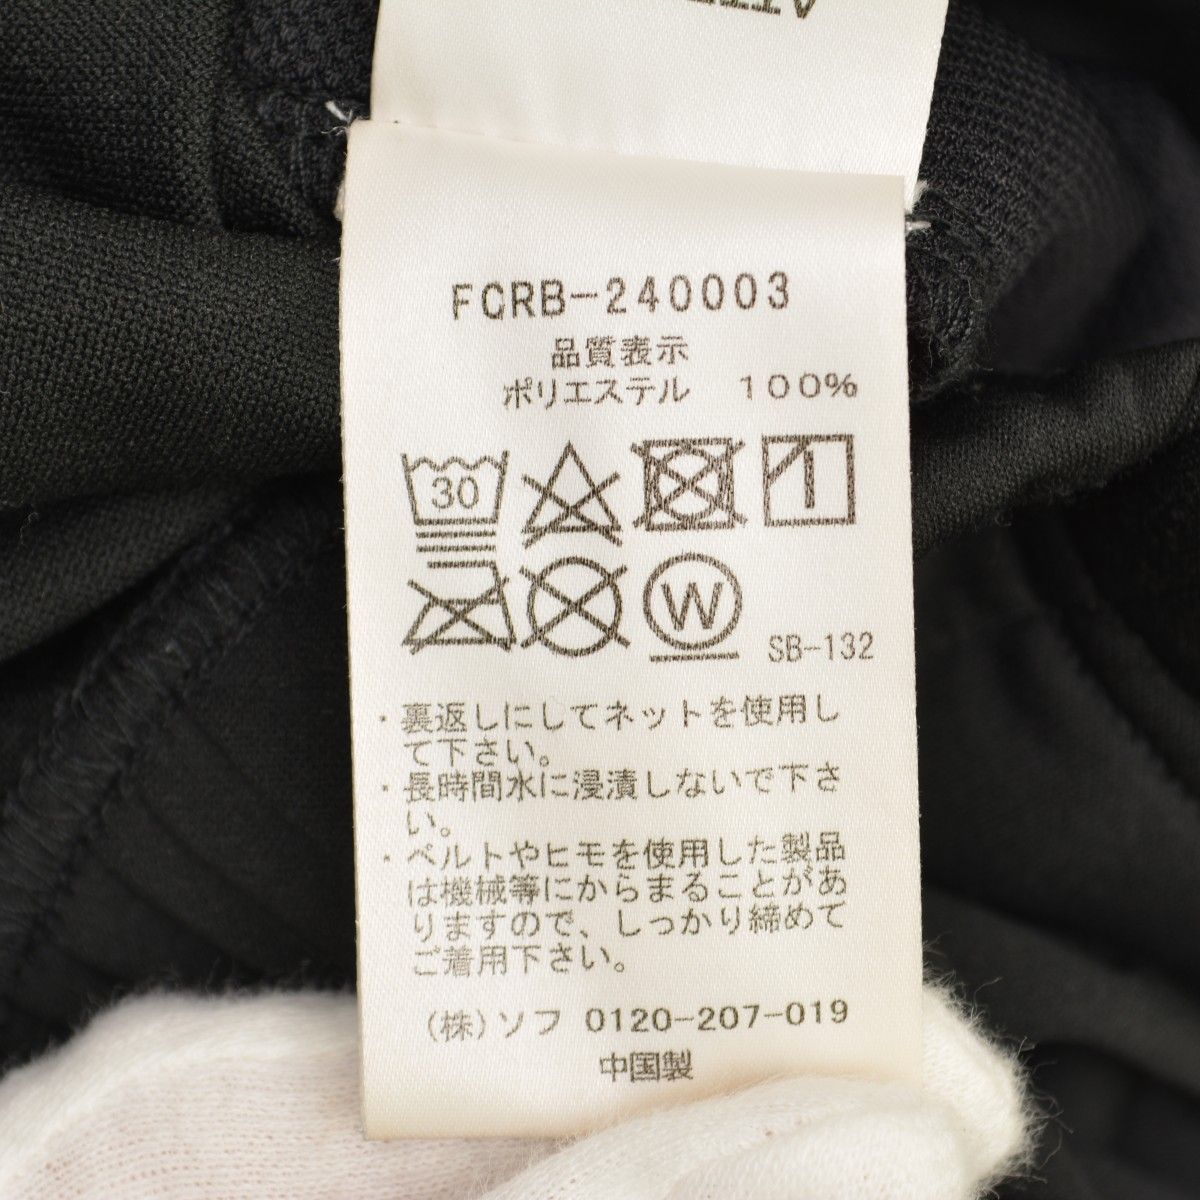 FCRB-240003
品質表示
ポリエステル 100%
30
W
SB-132
・裏返しにしてネットを使用し
て下さい。
・長時間水に浸漬しないで下さ
い。
・ベルトやヒモを使用した製品
は機械等にからまることがあ
りますので、しっかり締めて
ご着用下さい。
(株)ソフ 0120-207-019
中国製